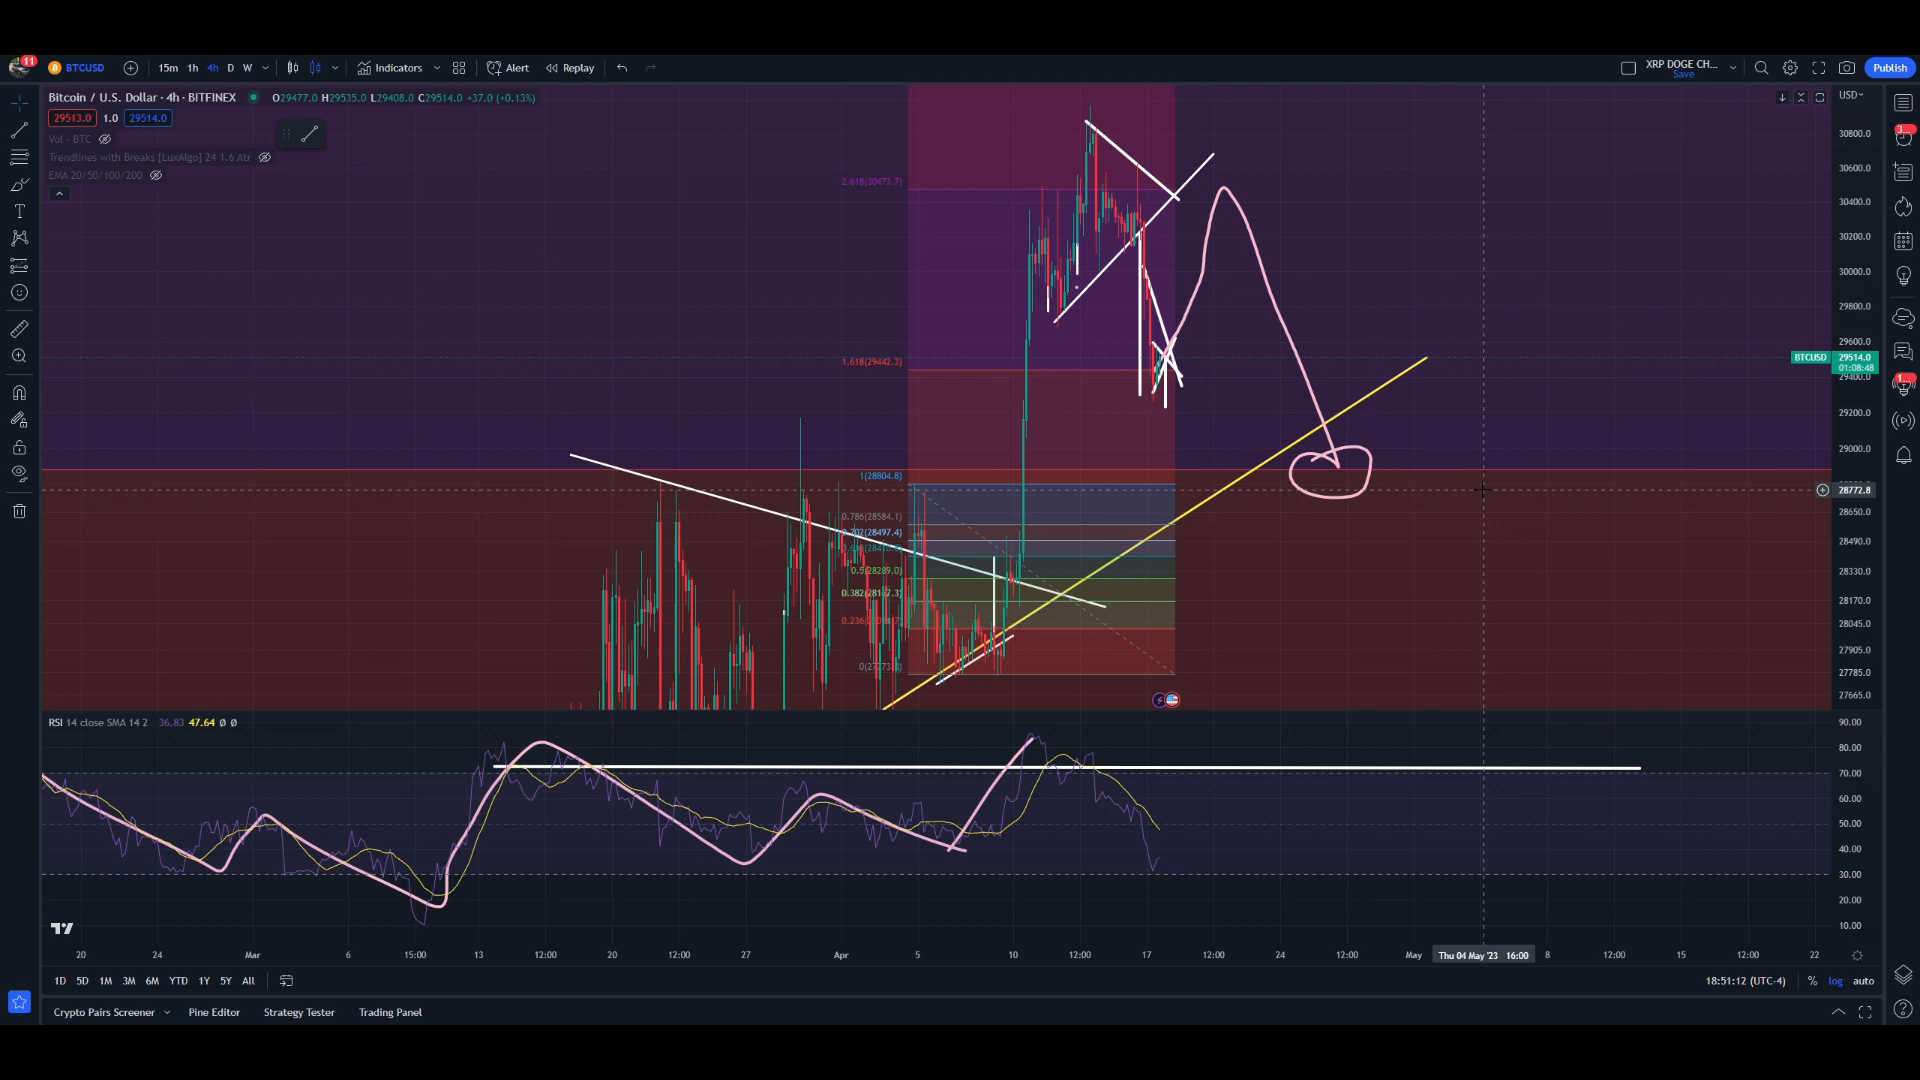 11
BTCUSD
15m 1h 4h D W
Indicators
Alert
Replay
XRP DOGE CH...
Save
Publish
Bitcoin / U.S. Dollar · 4h · BITFINEX
O29477.0 H29535.0 L29408.0 C29514.0 +37.0 (+0.13%)
USD
29513.0 1.0 29514.0
Vol · BTC
Trendlines with Breaks [LuxAlgo] 24 1.6 Atr
EMA 20/50/100/200
2.618(30473.7)
1.618(29442.3)
1(28804.8)
0.786(28584.1)
0.5(28289.0)
30800.0
30600.0
30400.0
30200.0
30000.0
29800.0
29600.0
BTCUSD 29514.0
01:08:48
29400.0
29200.0
29000.0
28772.8
28650.0
28490.0
28330.0
28170.0
28045.0
27905.0
27785.0
27665.0
RSI 14 close SMA 14 2 36.83 47.64 Ø Ø
90.00
80.00
70.00
60.00
50.00
40.00
30.00
20.00
10.00
20 24 Mar 6 15:00 13 12:00 20 12:00 27 Apr 5 10 12:00 17 12:00 24 12:00 May Thu 04 May '23 16:00 8 12:00 15 12:00 22
1D 5D 1M 3M 6M YTD 1Y 5Y All
18:51:12 (UTC-4) % log auto
Crypto Pairs Screener
Pine Editor
Strategy Tester
Trading Panel